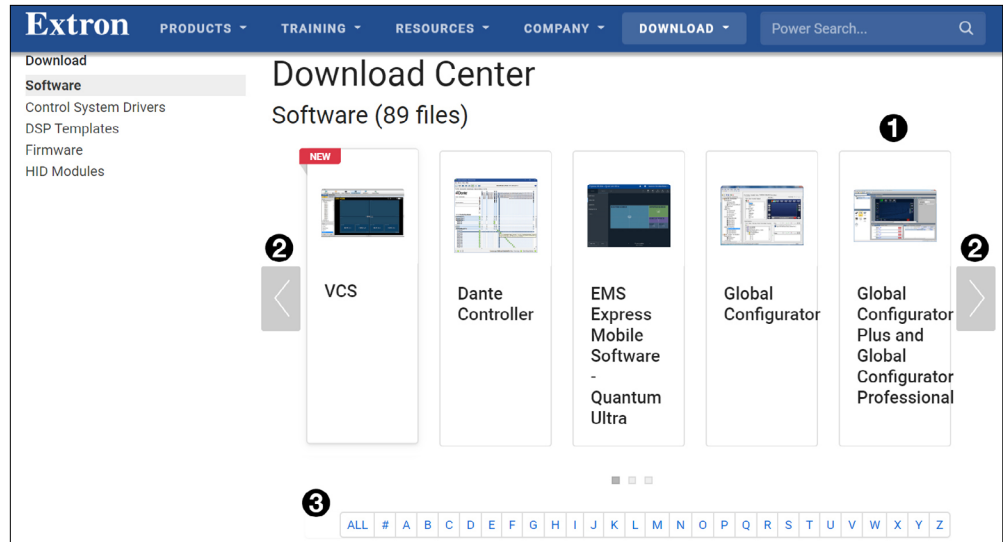 Extron PRODUCTS TRAINING RESOURCES COMPANY DOWNLOAD Power Search...
Download
Software
Control System Drivers
DSP Templates
Firmware
HID Modules
Download Center
Software (89 files)
1
NEW
2
2
VCS
Dante
Controller
EMS
Express
Mobile
Software
-
Quantum
Ultra
Global
Configurator
Global
Configurator
Plus and
Global
Configurator
Professional
3
ALL # A B C D E F G H I J K L M N O P Q R S T U V W X Y Z